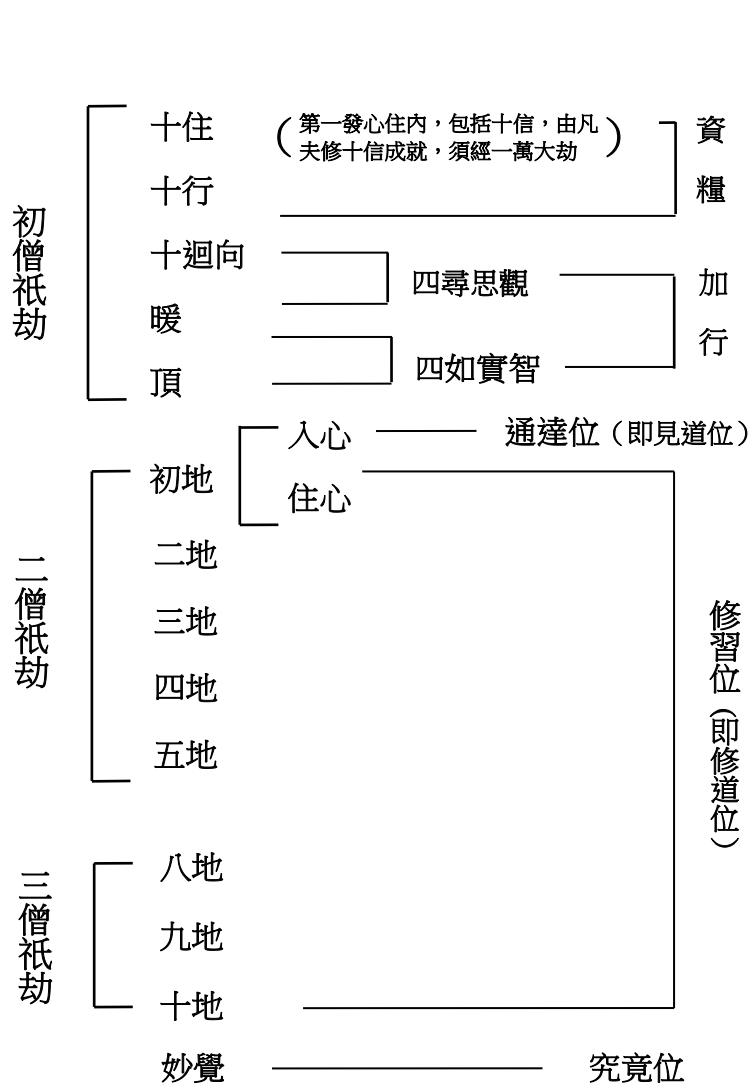 初僧祇劫
十住
（第一發心住內，包括十信，由凡
夫修十信成就，須經一萬大劫）
資糧
十行
十迴向
四尋思觀
加行
暖
頂
四如實智
二僧祇劫
初地
入心
通達位（即見道位）
住心
二地
三地
四地
五地
修習位（即修道位）
三僧祇劫
八地
九地
十地
妙覺
究竟位